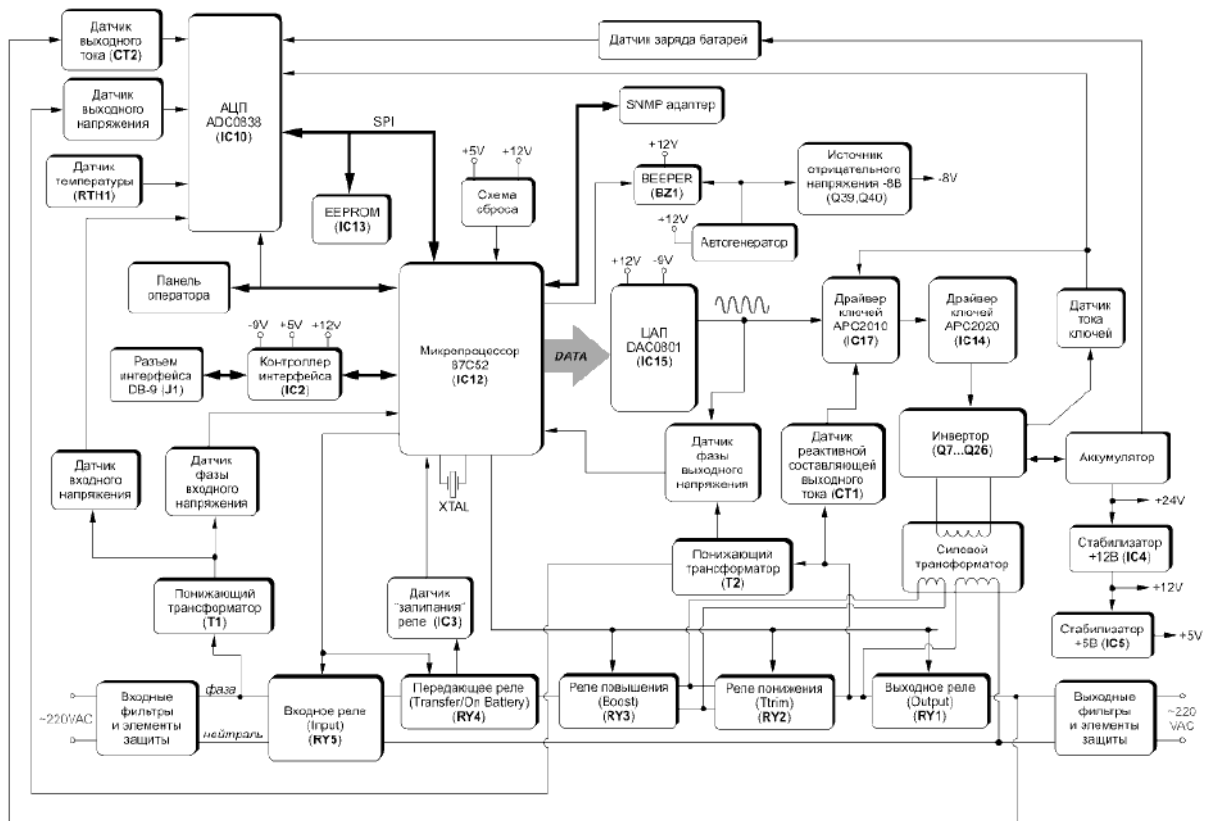 Датчик
выходного
тока (CT2)
Датчик
выходного
напряжения
Датчик
температуры
(RTH1)
АЦП
ADC0838
(IC10)
Датчик заряда батарей
SPI
EEPROM
(IC13)
+5V
+12V
Схема
сброса
SNMP адаптер
+12V
BEEPER
(BZ1)
Источник
отрицательного
напряжения -8В
(Q39,Q40)
-8V
+12V
Автогенератор
Панель
оператора
-9V
+5V
+12V
Разъем
интерфейса
DB-9 (J1)
Контроллер
интерфейса
(IC2)
Микропроцессор
87C52
(IC12)
DATA
+12V
-9V
ЦАП
DAC0801
(IC15)
Драйвер
ключей
APC2010
(IC17)
Драйвер
ключей
APC2020
(IC14)
Датчик
тока
ключей
Датчик
входного
напряжения
Датчик
фазы
входного
напряжения
XTAL
Датчик
фазы
выходного
напряжения
Датчик
реактивной
составляющей
выходного
тока (CT1)
Инвертор
(Q7...Q26)
Аккумулятор
+24V
Стабилизатор
+12В (IC4)
+12V
Стабилизатор
+5В (IC5)
+5V
Силевой
трансформатор
Понижающий
трансформатор
(T1)
Датчик
"залипания"
реле (IC3)
Понижающий
трансформатор
(T2)
~220VAC
Входные
фильтры
и элементы
защиты
фаза
нейтраль
Входное реле
(Input)
(RY5)
Передающее реле
(Transfer/On Battery)
(RY4)
Реле повышения
(Boost)
(RY3)
Реле понижения
(Ttrim)
(RY2)
Выходное реле
(Output)
(RY1)
Выходные
фильтры
и элементы
защиты
~220
VAC